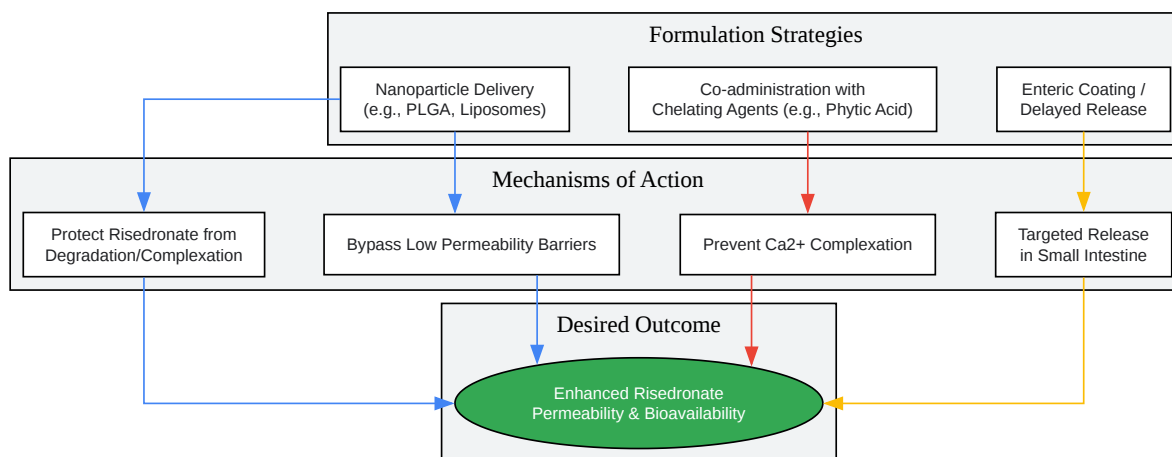 Formulation Strategies
Nanoparticle Delivery
(e.g., PLGA, Liposomes)
Co-administration with
Chelating Agents (e.g., Phytic Acid)
Enteric Coating /
Delayed Release
Mechanisms of Action
Protect Risedronate from
Degradation/Complexation
Bypass Low Permeability Barriers
Prevent Ca2+ Complexation
Targeted Release
in Small Intestine
Desired Outcome
Enhanced Risedronate
Permeability & Bioavailability